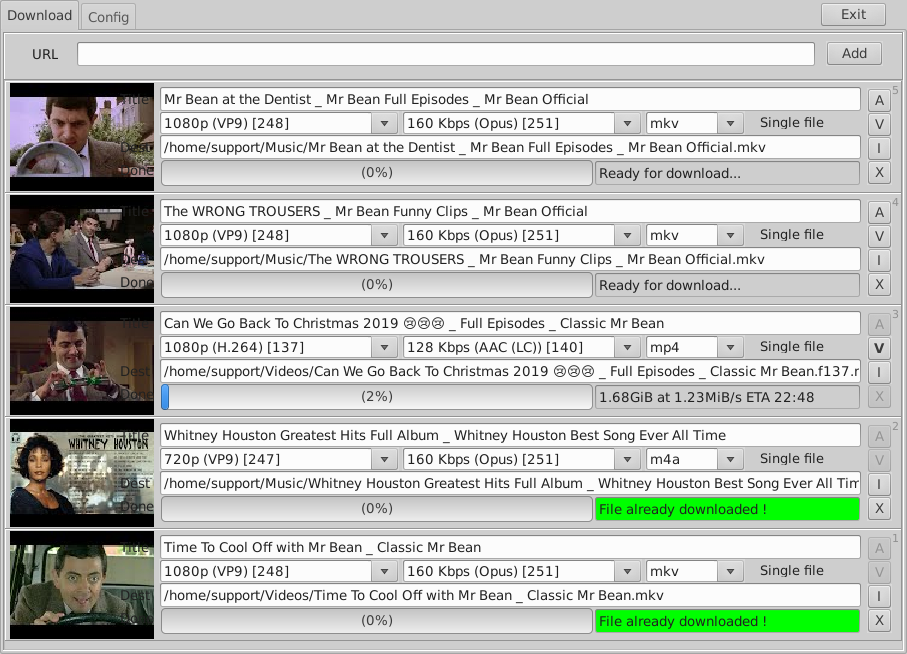 Download Config Exit
URL Add
5
Title Mr Bean at the Dentist _ Mr Bean Full Episodes _ Mr Bean Official A
1080p (VP9) [248] 160 Kbps (Opus) [251] mkv Single file V
Dest /home/support/Music/Mr Bean at the Dentist _ Mr Bean Full Episodes _ Mr Bean Official.mkv I
Done (0%) Ready for download... X
4
Title The WRONG TROUSERS _ Mr Bean Funny Clips _ Mr Bean Official A
1080p (VP9) [248] 160 Kbps (Opus) [251] mkv Single file V
/home/support/Music/The WRONG TROUSERS _ Mr Bean Funny Clips _ Mr Bean Official.mkv I
Done (0%) Ready for download... X
3
Title Can We Go Back To Christmas 2019 😢😢😢 _ Full Episodes _ Classic Mr Bean A
1080p (H.264) [137] 128 Kbps (AAC (LC)) [140] mp4 Single file V
Dest /home/support/Videos/Can We Go Back To Christmas 2019 😢😢😢 _ Full Episodes _ Classic Mr Bean.f137.r I
Done (2%) 1.68GiB at 1.23MiB/s ETA 22:48 X
2
WHITNEY HOUSTON
Title Whitney Houston Greatest Hits Full Album _ Whitney Houston Best Song Ever All Time A
720p (VP9) [247] 160 Kbps (Opus) [251] m4a Single file V
Dest /home/support/Music/Whitney Houston Greatest Hits Full Album _ Whitney Houston Best Song Ever All Tim I
Done (0%) File already downloaded ! X
1
Title Time To Cool Off with Mr Bean _ Classic Mr Bean A
1080p (VP9) [248] 160 Kbps (Opus) [251] mkv Single file V
Dest /home/support/Videos/Time To Cool Off with Mr Bean _ Classic Mr Bean.mkv I
(0%) File already downloaded ! X